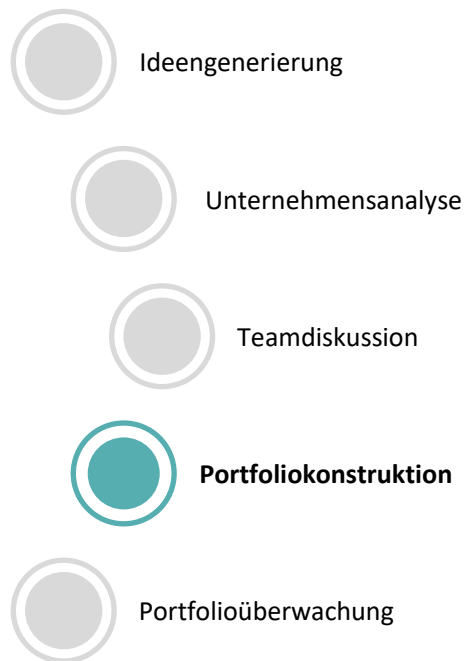 Ideengenerierung
Unternehmensanalyse
Teamdiskussion
Portfoliokonstruktion
Portfolioüberwachung